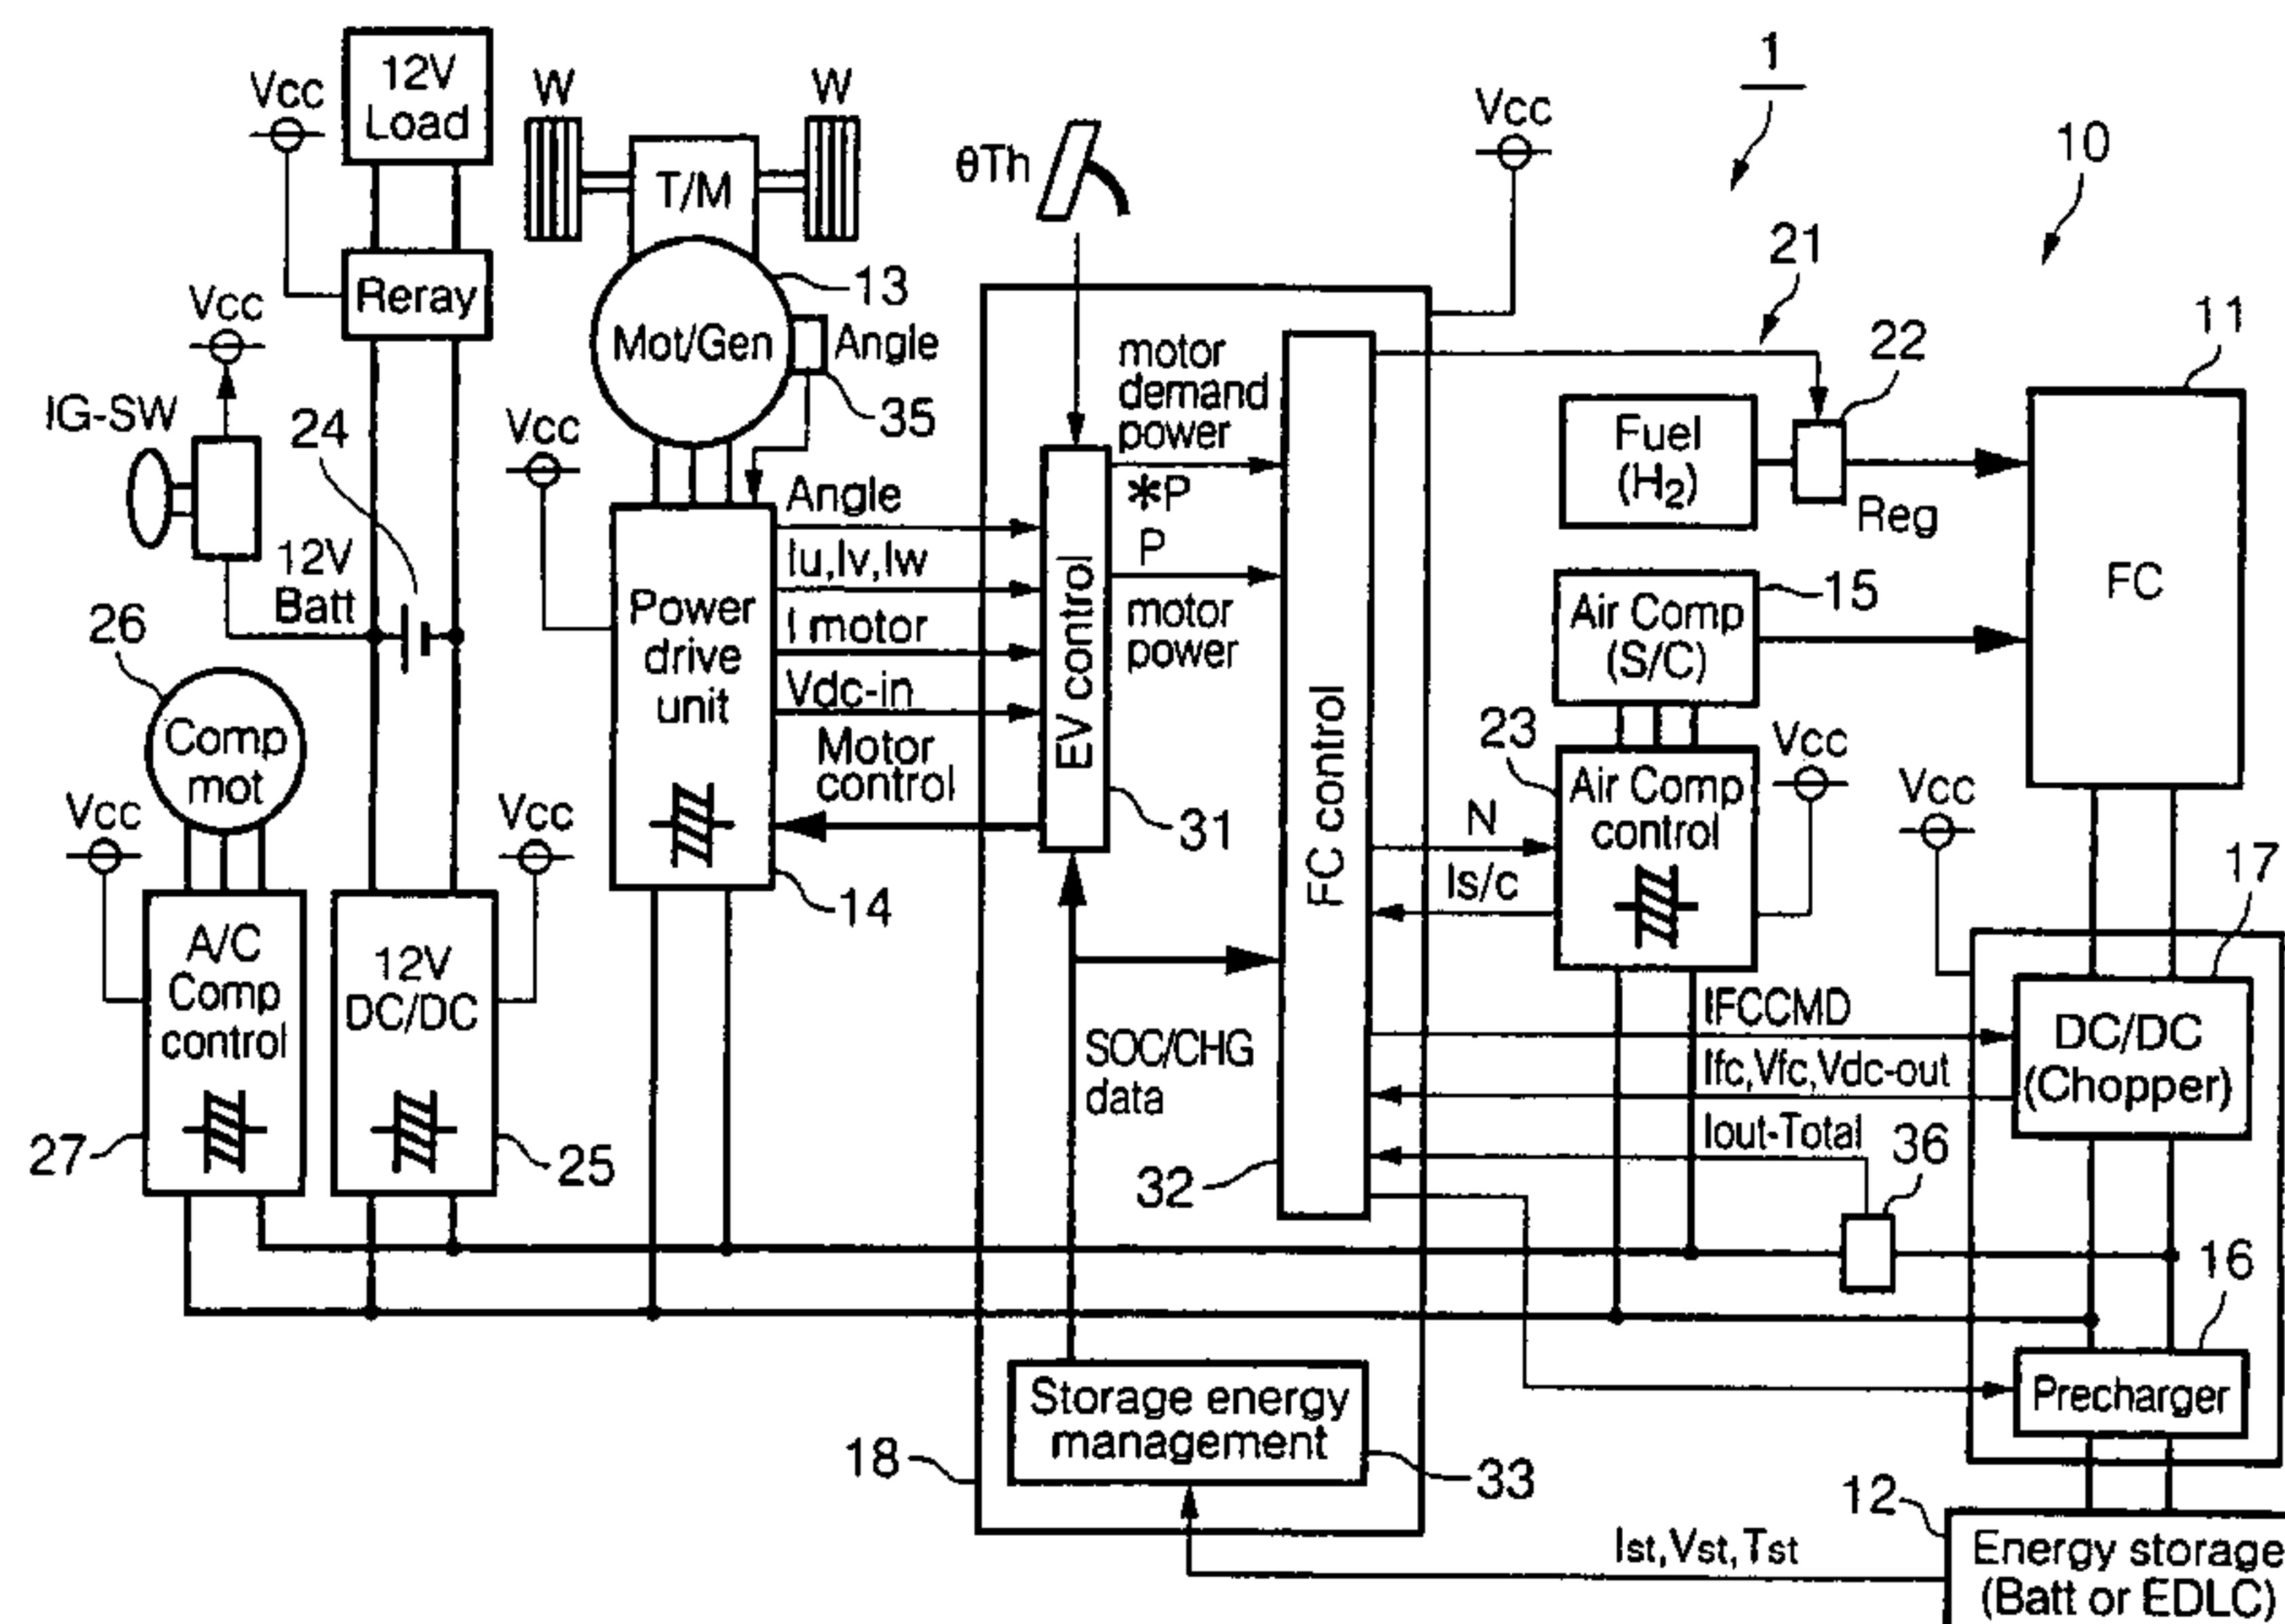 1
10
12V
Load
Vcc
W
W
T/M
θTh
Vcc
Reray
13
Mot/Gen
Angle
35
Vcc
IG-SW
24
12V
Batt
26
Comp
mot
Vcc
A/C
Comp
control
27
12V
DC/DC
Vcc
25
Vcc
Power
drive
unit
14
Angle
Iu,Iv,Iw
I motor
Vdc-in
Motor
control
EV control
31
motor
demand
power
*P
P
motor
power
FC control
32
SOC/CHG
data
Storage energy
management
33
18
21
22
Fuel
(H2)
Reg
11
FC
Air Comp
(S/C)
15
23
Air Comp
control
Vcc
N
Is/c
Vcc
17
IFCCMD
DC/DC
(Chopper)
Ifc,Vfc,Vdc-out
Iout-Total
36
16
Precharger
12
Ist,Vst,Tst
Energy storage
(Batt or EDLC)